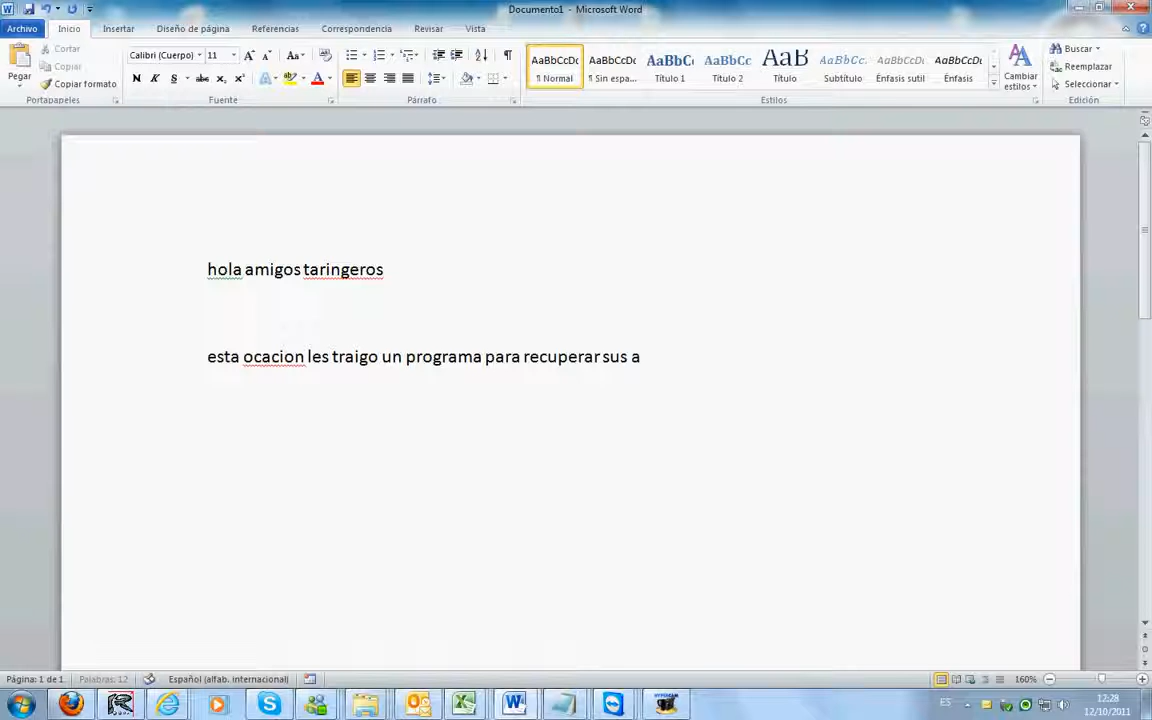 Documento1 - Microsoft Word
Archivo Inicio Insertar Diseño de página Referencias Correspondencia Revisar Vista
Pegar
Cortar
Copiar
Copiar formato
Portapapeles
Calibri (Cuerpo) 11
N K S abc x₂ x²
Fuente
Párrafo
AaBbCcDc AaBbCcDc AaBbC AaBbCc AaB AaBbCc. AaBbCcDi AaBbCcDc
¶ Normal ¶ Sin espa... Título 1 Título 2 Título Subtítulo Énfasis sutil Énfasis
Cambiar estilos
Estilos
Buscar
Reemplazar
Seleccionar
Edición
hola amigos taringeros
esta ocacion les traigo un programa para recuperar sus a
Página: 1 de 1 Palabras: 12 Español (alfab. internacional) 160%
ES 12:28
12/10/2011